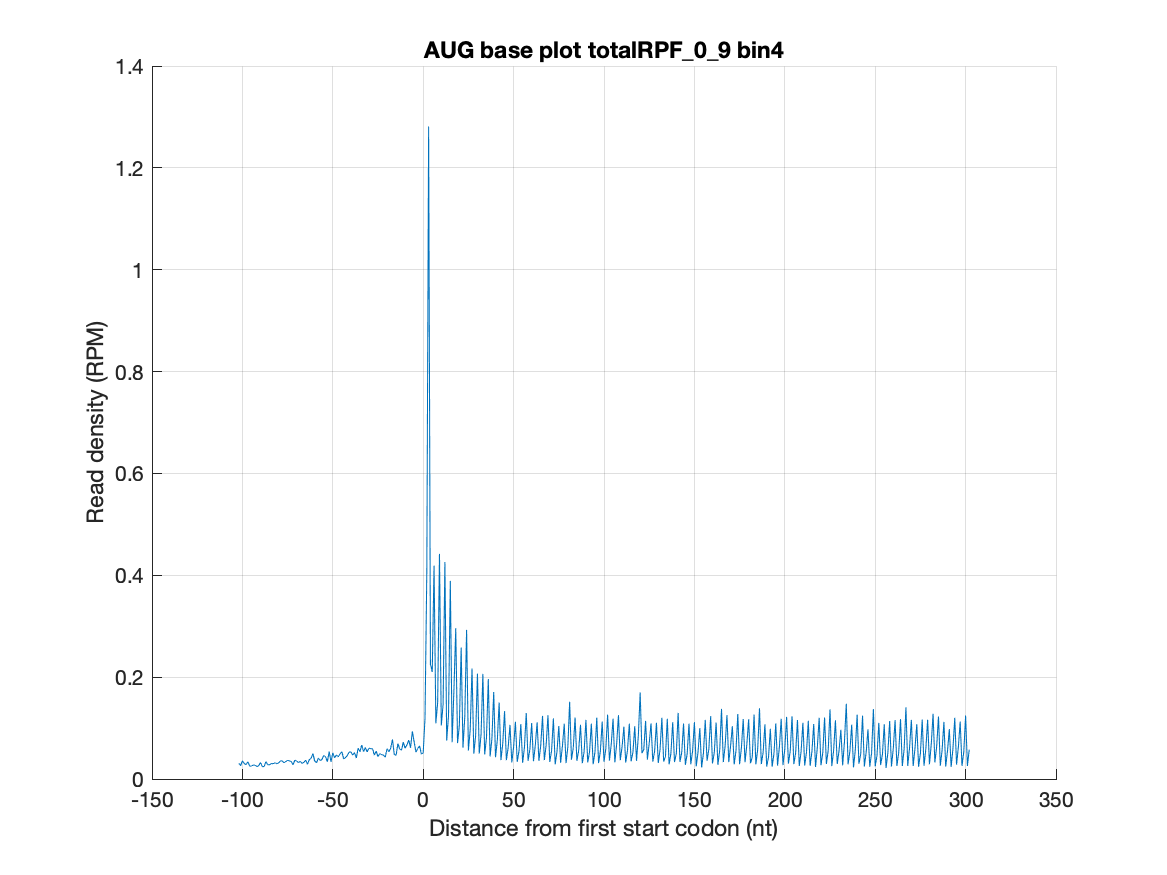 AUG base plot totalRPF_0_9 bin4
1.4
1.2
1
0.8
0.6
0.4
0.2
0
Read density (RPM)
-150 -100 -50 0 50 100 150 200 250 300 350
Distance from first start codon (nt)